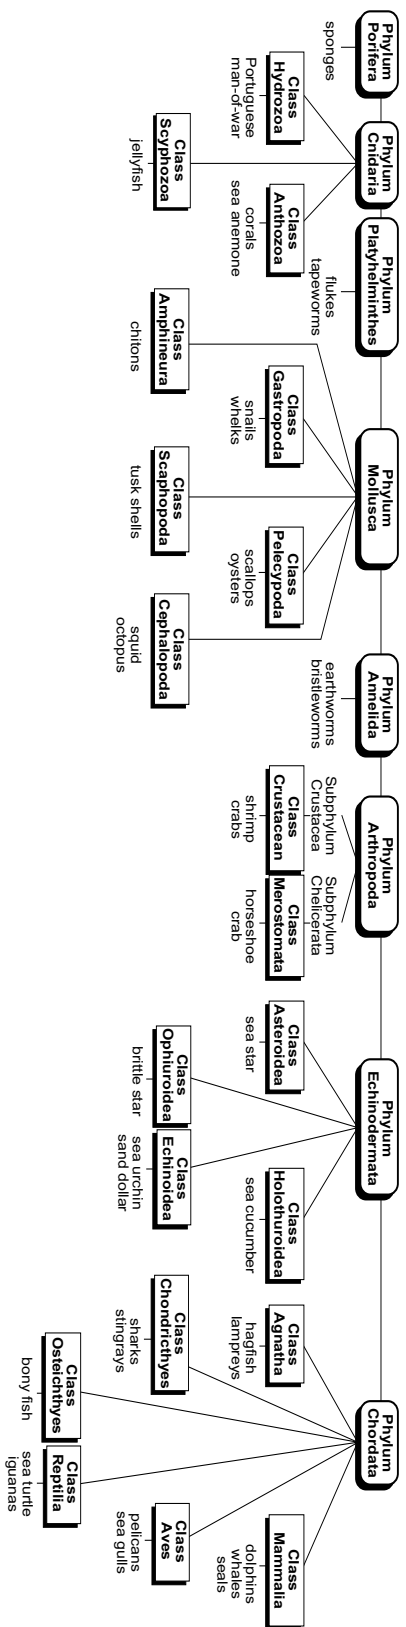 Phylum
Porifera
sponges
Phylum
Cnidaria
Class
Hydrozoa
Portuguese
man-of-war
Class
Scyphozoa
jellyfish
Class
Anthozoa
corals
sea anemone
Phylum
Platyhelminthes
flukes
tapeworms
Phylum
Mollusca
Class
Amphineura
chitons
Class
Gastropoda
snails
whelks
Class
Scaphopoda
tusk shells
Class
Pelecypoda
scallops
oysters
Class
Cephalopoda
squid
octopus
Phylum
Annelida
earthworms
bristleworms
Phylum
Arthropoda
Subphylum
Crustacea
Class
Crustacean
shrimp
crabs
Subphylum
Chelicerata
Class
Merostomata
horseshoe
crab
Phylum
Echinodermata
Class
Asteroidea
sea star
Class
Ophiuroidea
brittle star
Class
Echinoidea
sea urchin
sand dollar
Class
Holothuroidea
sea cucumber
Phylum
Chordata
Class
Agnatha
hagfish
lampreys
Class
Chondricthyes
sharks
stingrays
Class
Osteichthyes
bony fish
Class
Reptilia
sea turtle
iguanas
Class
Aves
pelicans
sea gulls
Class
Mammalia
dolphins
whales
seals